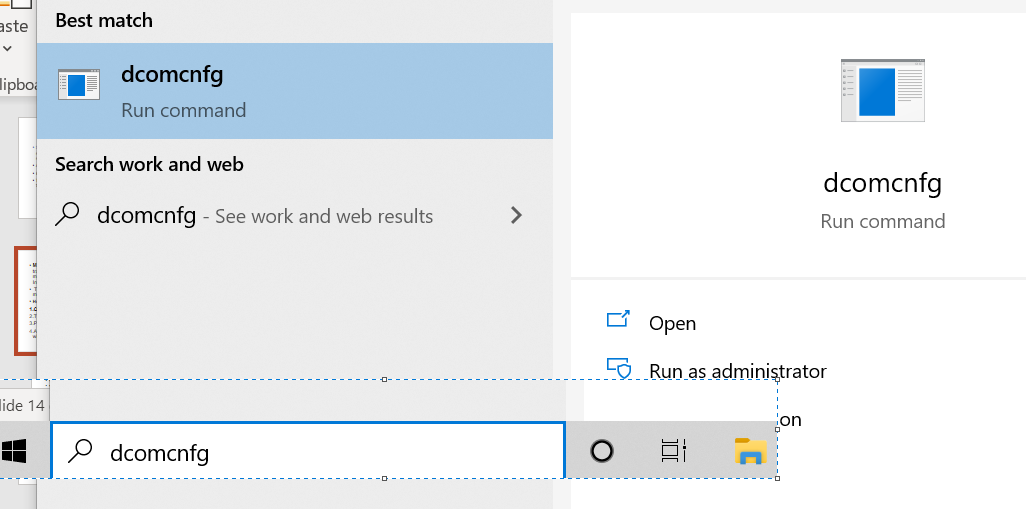 Best match
aste
dcomcnfg
Run command
lipboa
Search work and web
dcomcnfg - See work and web results
dcomcnfg
Run command
Open
Run as administrator
lide 14
on
dcomcnfg